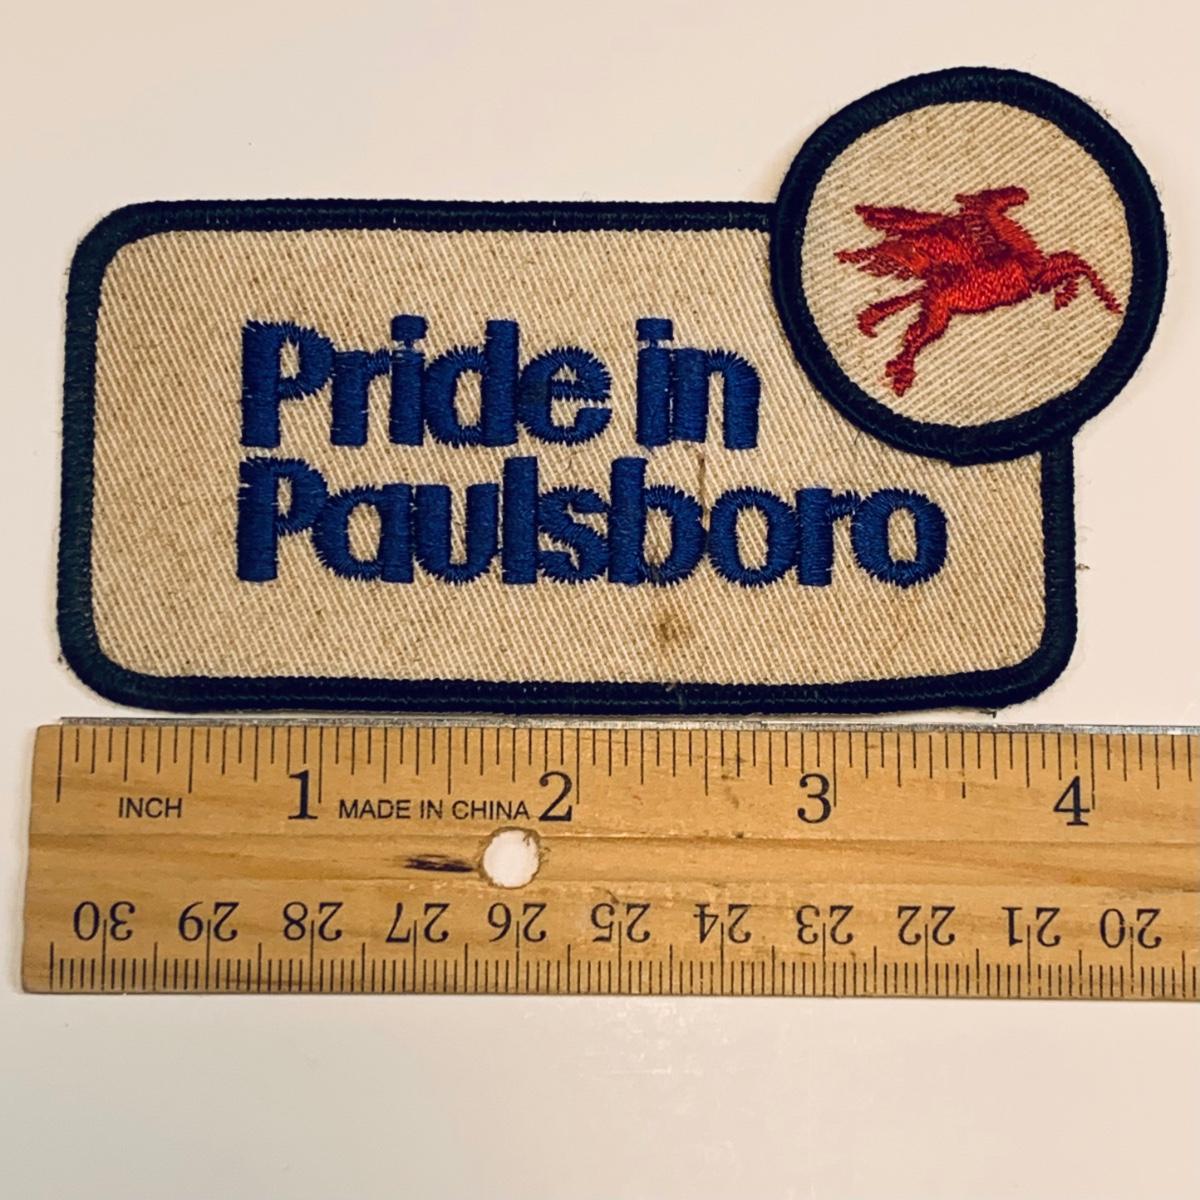 Pride in
Paulsboro
1 2 3 4
INCH MADE IN CHINA
30 29 28 27 26 25 24 23 22 21 20